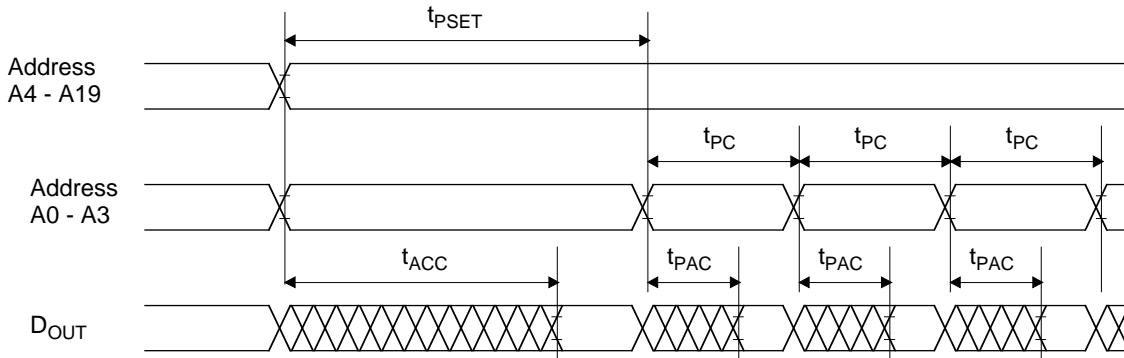 tPSET
Address
A4 - A19
tPC tPC tPC
Address
A0 - A3
tACC tPAC tPAC tPAC
DOUT